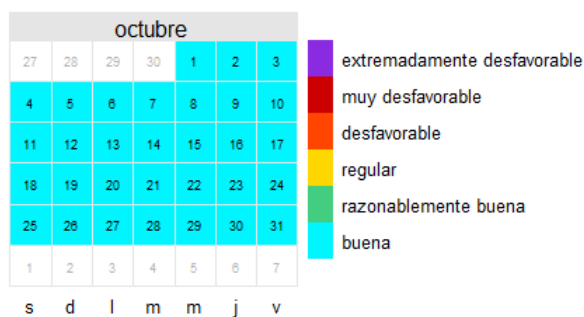 octubre
27 28 29 30 1 2 3
4 5 6 7 8 9 10
11 12 13 14 15 16 17
18 19 20 21 22 23 24
25 26 27 28 29 30 31
1 2 3 4 5 6 7
s d l m m j v
extremadamente desfavorable
muy desfavorable
desfavorable
regular
razonablemente buena
buena